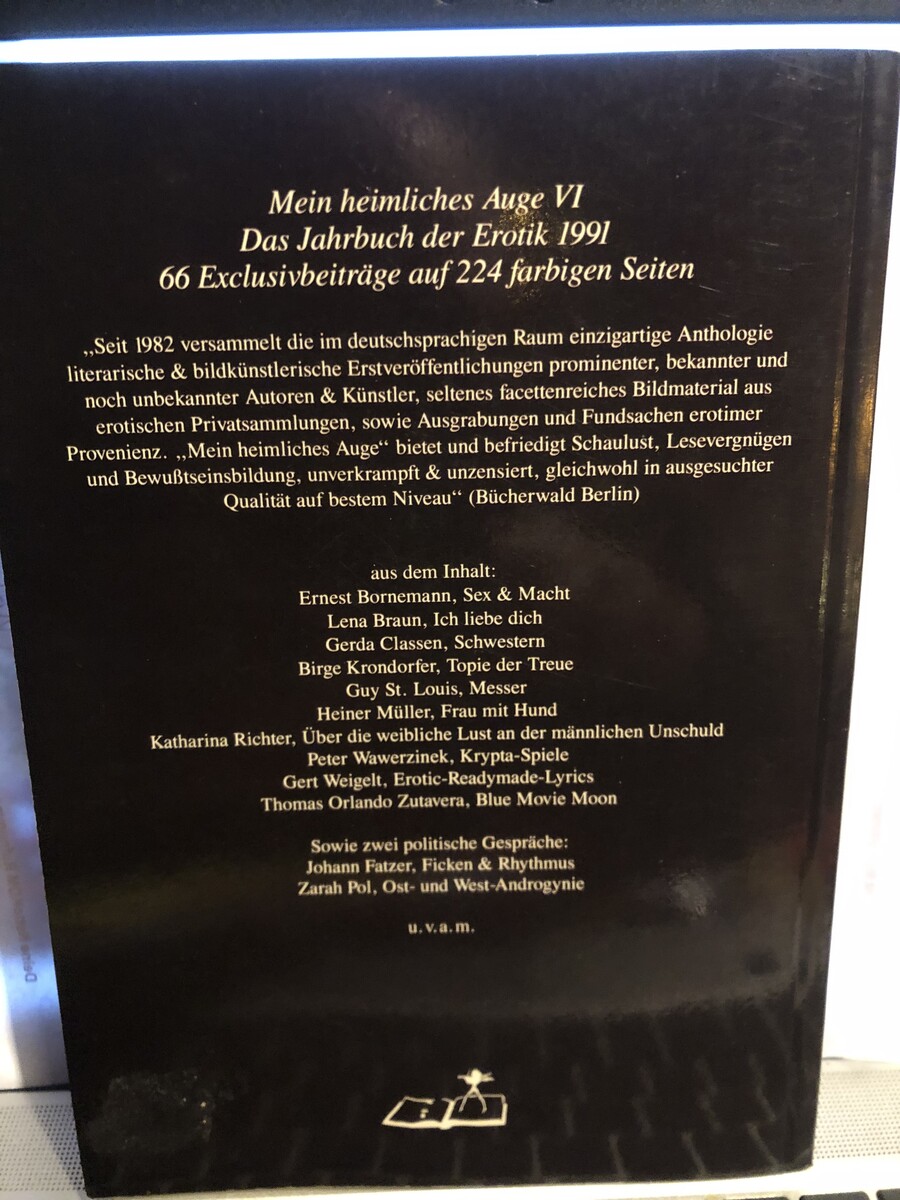 Mein heimliches Auge VI
Das Jahrbuch der Erotik 1991
66 Exclusivbeiträge auf 224 farbigen Seiten
„Seit 1982 versammelt die im deutschsprachigen Raum einzigartige Anthologie
literarische & bildkünstlerische Erstveröffentlichungen prominenter, bekannter und
noch unbekannter Autoren & Künstler, seltenes facettenreiches Bildmaterial aus
erotischen Privatsammlungen, sowie Ausgrabungen und Fundsachen erotimer
Provenienz. „Mein heimliches Auge“ bietet und befriedigt Schaulust, Lesevergnügen
und Bewußtseinsbildung, unverkrampft & unzensiert, gleichwohl in ausgesuchter
Qualität auf bestem Niveau“ (Bücherwald Berlin)
aus dem Inhalt:
Ernest Bornemann, Sex & Macht
Lena Braun, Ich liebe dich
Gerda Classen, Schwestern
Birge Krondorfer, Topie der Treue
Guy St. Louis, Messer
Heiner Müller, Frau mit Hund
Katharina Richter, Über die weibliche Lust an der männlichen Unschuld
Peter Wawerzinek, Krypta-Spiele
Gert Weigelt, Erotic-Readymade-Lyrics
Thomas Orlando Zutavera, Blue Movie Moon
Sowie zwei politische Gespräche:
Johann Fatzer, Ficken & Rhythmus
Zarah Pol, Ost- und West-Androgynie
u.v.a.m.